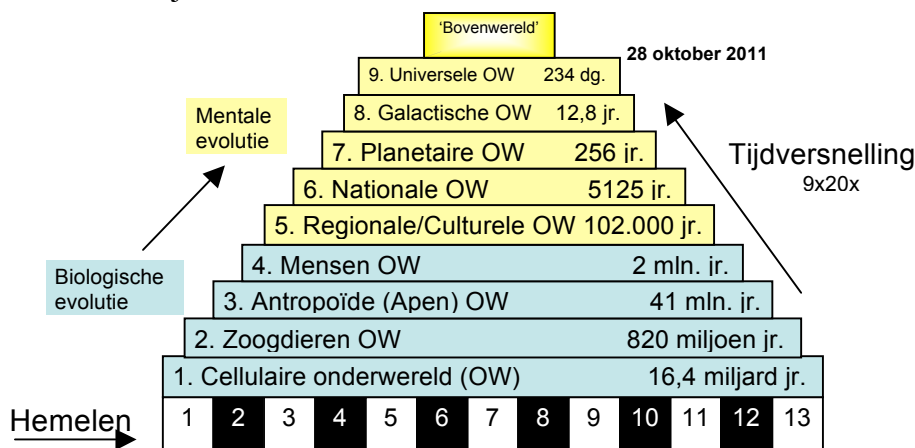 'Bovenwereld'
28 oktober 2011
9. Universele OW 234 dg.
8. Galactische OW 12,8 jr.
Mentale
evolutie
7. Planetaire OW 256 jr.
Tijdversnelling
9x20x
6. Nationale OW 5125 jr.
5. Regionale/Culturele OW 102.000 jr.
4. Mensen OW 2 mln. jr.
Biologische
evolutie
3. Antropoïde (Apen) OW 41 mln. jr.
2. Zoogdieren OW 820 miljoen jr.
1. Cellulaire onderwereld (OW) 16,4 miljard jr.
Hemelen 1 2 3 4 5 6 7 8 9 10 11 12 13